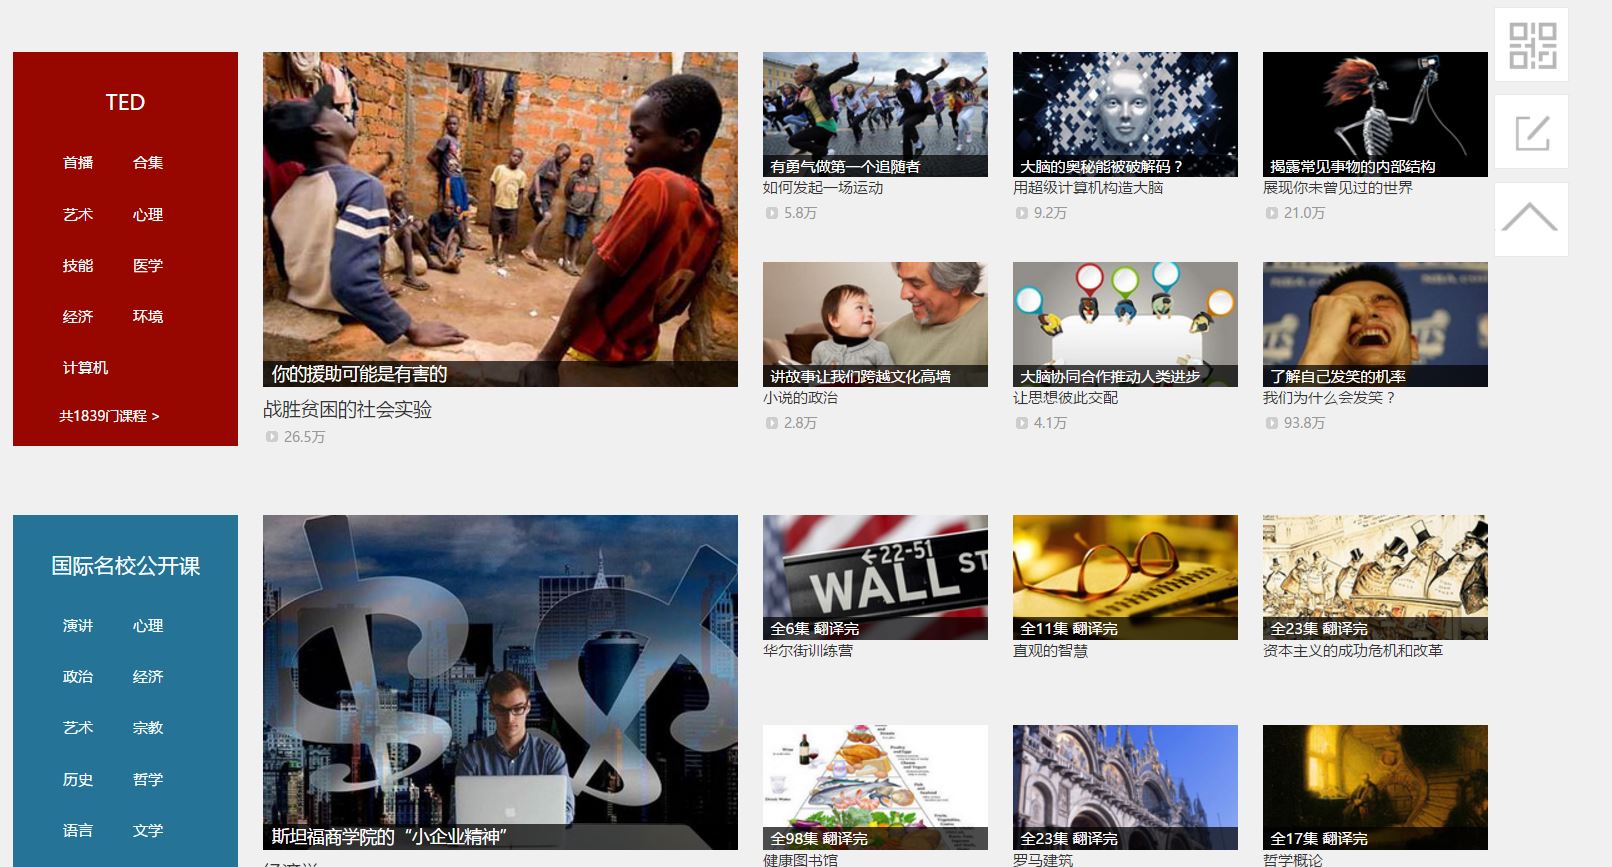 TED
首播 合集
艺术 心理
技能 医学
经济 环境
计算机
共1839门课程 >
你的援助可能是有害的
战胜贫困的社会实验
26.5万
有勇气做第一个追随者
如何发起一场运动
5.8万
大脑的奥秘能被破解码？
用超级计算机构造大脑
9.2万
揭露常见事物的内部结构
展现你未曾见过的世界
21.0万
讲故事让我们跨越文化高墙
小说的政治
2.8万
大脑协同合作推动人类进步
让思想彼此交配
4.1万
了解自己发笑的机率
我们为什么会发笑？
93.8万
国际名校公开课
演讲 心理
政治 经济
艺术 宗教
历史 哲学
语言 文学
斯坦福商学院的“小企业精神”
22-51
WALL ST
全6集 翻译完
华尔街训练营
全11集 翻译完
直观的智慧
全23集 翻译完
资本主义的成功危机和改革
全98集 翻译完
健康图书馆
全23集 翻译完
罗马建筑
全17集 翻译完
哲学概论